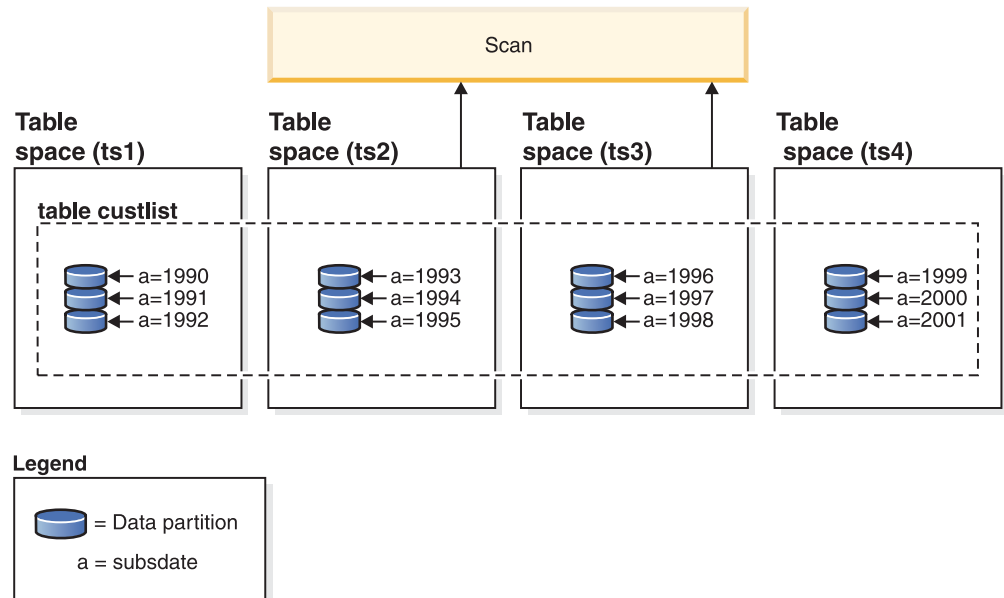 Scan
Table
space (ts1)
Table
space (ts2)
Table
space (ts3)
Table
space (ts4)
table custlist
a=1990
a=1991
a=1992
a=1993
a=1994
a=1995
a=1996
a=1997
a=1998
a=1999
a=2000
a=2001
Legend
= Data partition
a = subsdate